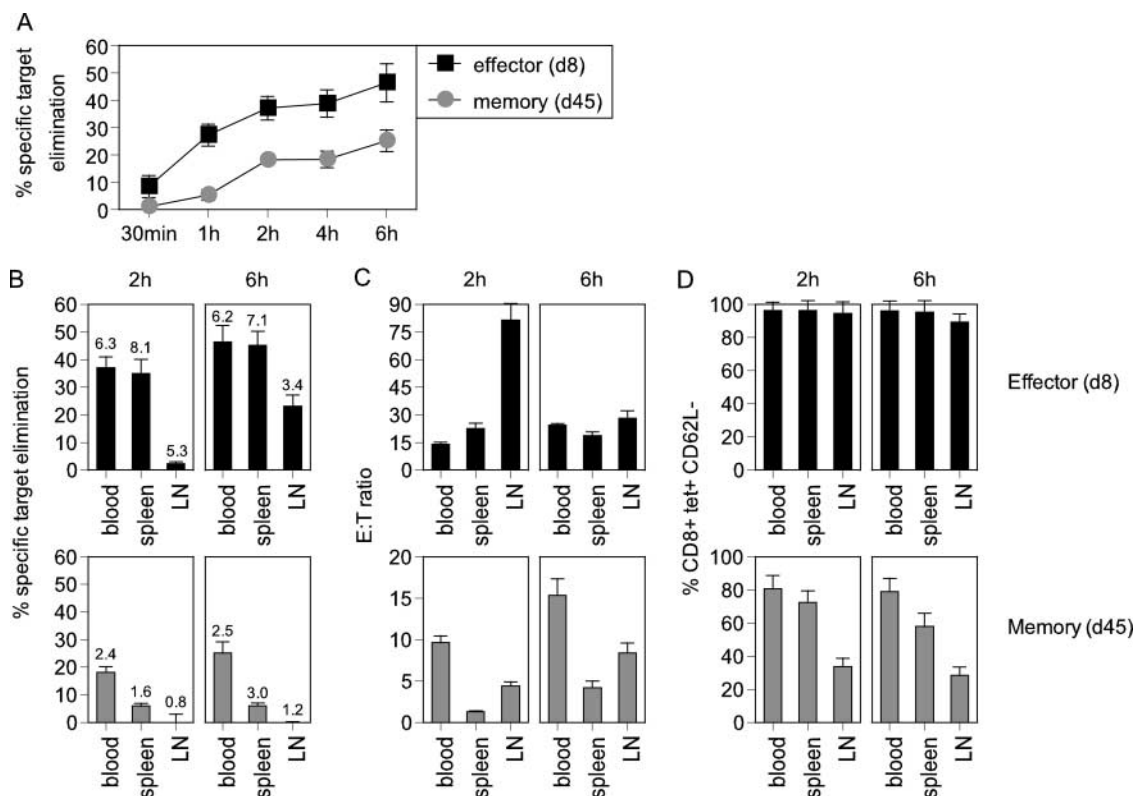 A
% specific target
elimination
60
50
40
30
20
10
0
30min 1h 2h 4h 6h
effector (d8)
memory (d45)
B
2h 6h
% specific target elimination
60
50
40
30
20
10
0
6.3 8.1 5.3
6.2 7.1 3.4
blood spleen LN blood spleen LN
60
50
40
30
20
10
0
2.4 1.6 0.8
2.5 3.0 1.2
blood spleen LN blood spleen LN
C
2h 6h
E:T ratio
90
75
60
45
30
15
0
blood spleen LN blood spleen LN
20
15
10
5
0
blood spleen LN blood spleen LN
D
2h 6h
% CD8+ tet+ CD62L-
100
80
60
40
20
0
blood spleen LN blood spleen LN
Effector (d8)
100
80
60
40
20
0
blood spleen LN blood spleen LN
Memory (d45)